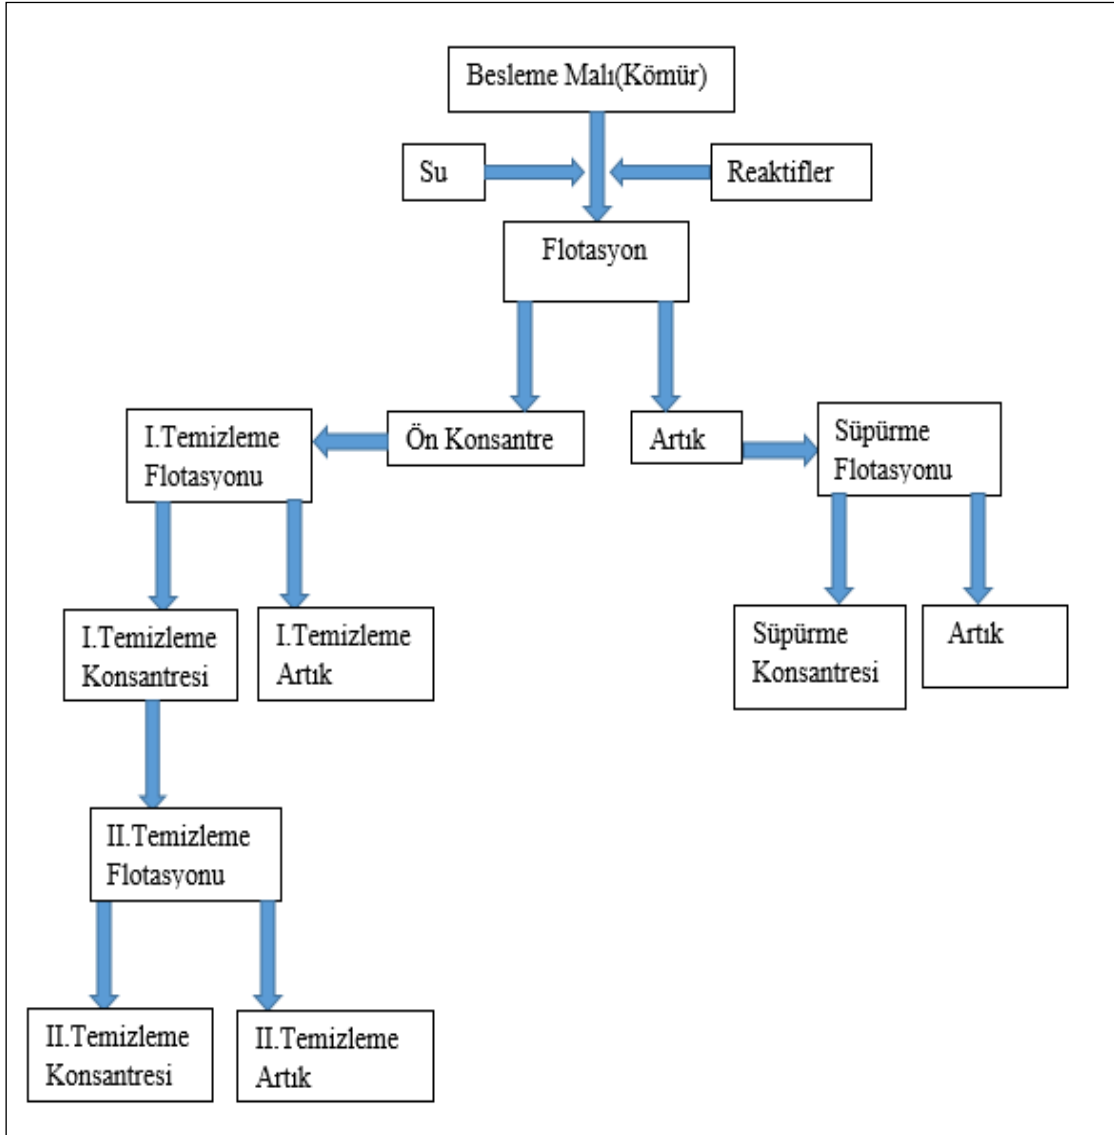 Besleme Malı(Kömür)
Su
Reaktifler
Flotasyon
I.Temizleme
Flotasyonu
Ön Konsantre
Artık
Süpürme
Flotasyonu
I.Temizleme
Konsantresi
I.Temizleme
Artık
Süpürme
Konsantresi
Artık
II.Temizleme
Flotasyonu
II.Temizleme
Konsantresi
II.Temizleme
Artık